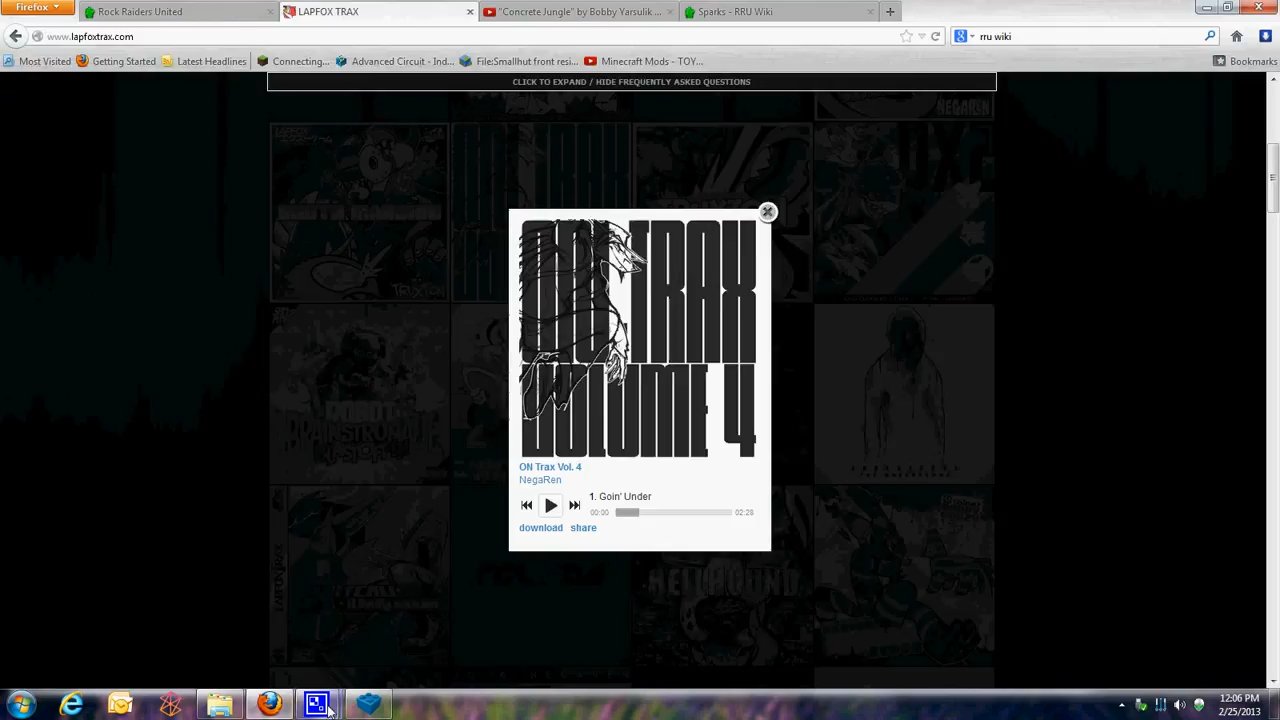 Firefox
Rock Raiders United
LAPFOX TRAX
"Concrete Jungle" by Bobby Yarsulik ...
Sparks - RRU Wiki
www.lapfoxtrax.com
rru wiki
Most Visited
Getting Started
Latest Headlines
Connecting...
Advanced Circuit - Ind...
File:Smallhut front resi...
Minecraft Mods - TOY...
Bookmarks
CLICK TO EXPAND / HIDE FREQUENTLY ASKED QUESTIONS
NEGAREN
ON TRAX
VOLUME 4
ON Trax Vol. 4
NegaRen
1. Goin' Under
00:00
02:28
download share
HELLHOUND
12:06 PM
2/25/2013